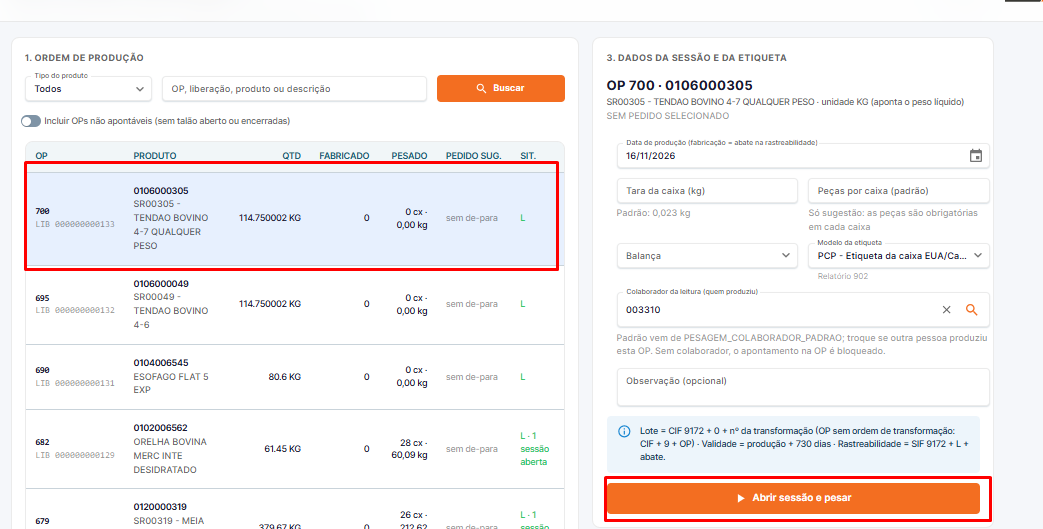 1. ORDEM DE PRODUÇÃO
Tipo do produto
Todos
OP, liberação, produto ou descrição
Buscar
Incluir OPs não apontáveis (sem talão aberto ou encerradas)
OP PRODUTO QTD FABRICADO PESADO PEDIDO SUG. SIT.
700
LIB 000000000133
0106000305
SR00305 -
TENDAO BOVINO
4-7 QUALQUER
PESO
114.750002 KG
0
0 cx ·
0,00 kg
sem de-para
L
695
LIB 000000000132
0106000049
SR00049 -
TENDAO BOVINO
4-6
114.750002 KG
0
0 cx ·
0,00 kg
sem de-para
L
690
LIB 000000000131
0104006545
ESOFAGO FLAT 5
EXP
80.6 KG
0
0 cx ·
0,00 kg
sem de-para
L
682
LIB 000000000129
0102006562
ORELHA BOVINA
MERC INTE
DESIDRATADO
61.45 KG
0
28 cx ·
60,09 kg
sem de-para
L · 1
sessão
aberta
679
0120000319
SR00319 - MEIA
379.67 KG
0
26 cx ·
212,62
sem de-para
L · 1
sessão
3. DADOS DA SESSÃO E DA ETIQUETA
OP 700 · 0106000305
SR00305 - TENDAO BOVINO 4-7 QUALQUER PESO · unidade KG (aponta o peso líquido)
SEM PEDIDO SELECIONADO
Data de produção (fabricação = abate na rastreabilidade)
16/11/2026
Tara da caixa (kg)
Padrão: 0,023 kg
Peças por caixa (padrão)
Só sugestão: as peças são obrigatórias
em cada caixa
Balança
Modelo da etiqueta
PCP - Etiqueta da caixa EUA/Ca...
Relatório 902
Colaborador da leitura (quem produziu)
003310
Padrão vem de PESAGEM_COLABORADOR_PADRAO; troque se outra pessoa produziu
esta OP. Sem colaborador, o apontamento na OP é bloqueado.
Observação (opcional)
Lote = CIF 9172 + 0 + nº da transformação (OP sem ordem de transformação:
CIF + 9 + OP) · Validade = produção + 730 dias · Rastreabilidade = SIF 9172 + L +
abate.
Abrir sessão e pesar